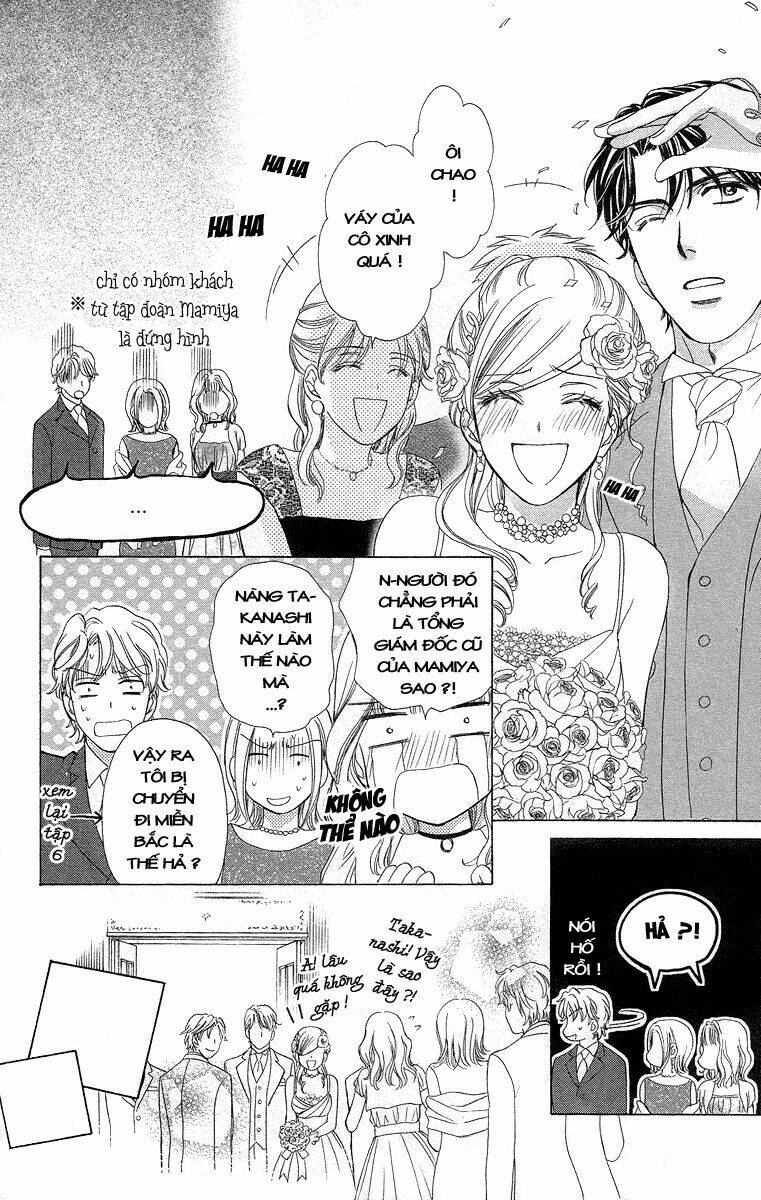 ÔI
CHAO
!
VÁY CỦA
CÔ XINH
QUÁ !
HA HA
HA HA
HA HA
chỉ có nhóm khách
※ từ tập đoàn Mamiya
là đứng hình
...
N-NGƯỜI ĐÓ
CHẲNG PHẢI
LÀ TỔNG
GIÁM ĐỐC CŨ
CỦA MAMIYA
SAO ?!
NÀNG TA-
KANASHI
NÀY LÀM
THẾ NÀO
MÀ
...?
KHÔNG
THỂ NÀO
VẬY RA
TÔI BỊ
CHUYỂN
ĐI MIỀN
BẮC LÀ
THẾ HẢ ?
xem
lại
tập
6
HẢ ?!
NÓI
HỐ
RỒI !
Taka-
nashi! Vậy
là sao
đây ?!
A! lâu
quá không
gặp !